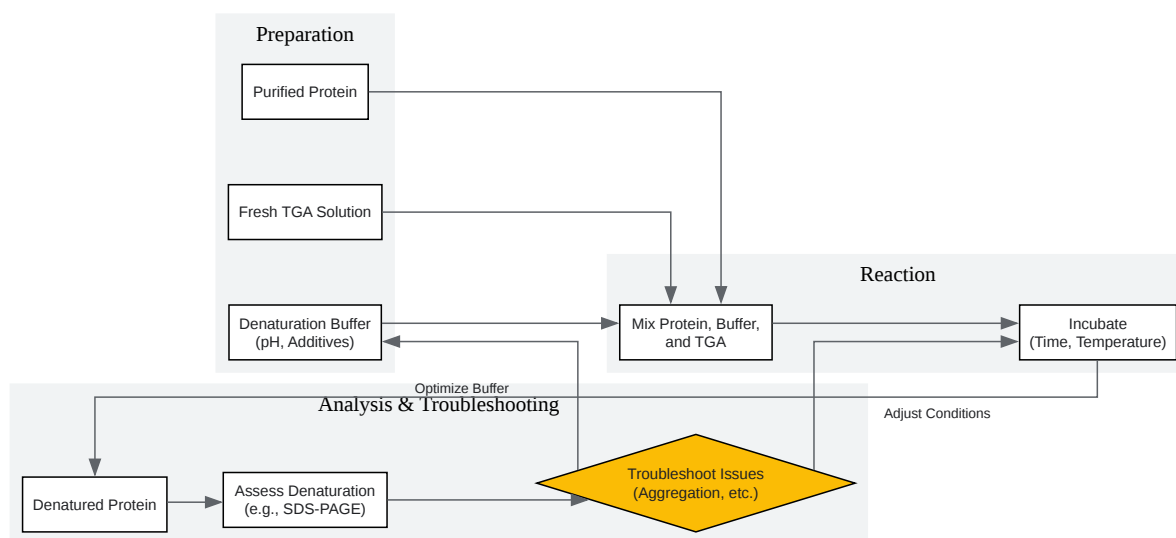 Preparation
Purified Protein
Fresh TGA Solution
Reaction
Denaturation Buffer
(pH, Additives)
Mix Protein, Buffer,
and TGA
Incubate
(Time, Temperature)
Optimize Buffer
Analysis & Troubleshooting
Adjust Conditions
Denatured Protein
Assess Denaturation
(e.g., SDS-PAGE)
Troubleshoot Issues
(Aggregation, etc.)